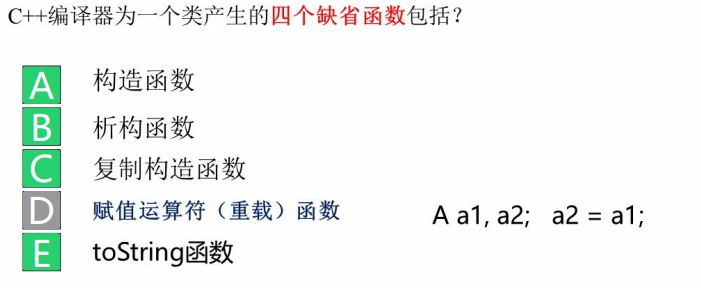 C++编译器为一个类产生的四个缺省函数包括？
A 构造函数
B 析构函数
C 复制构造函数
D 赋值运算符（重载）函数 A a1, a2; a2 = a1;
E toString函数